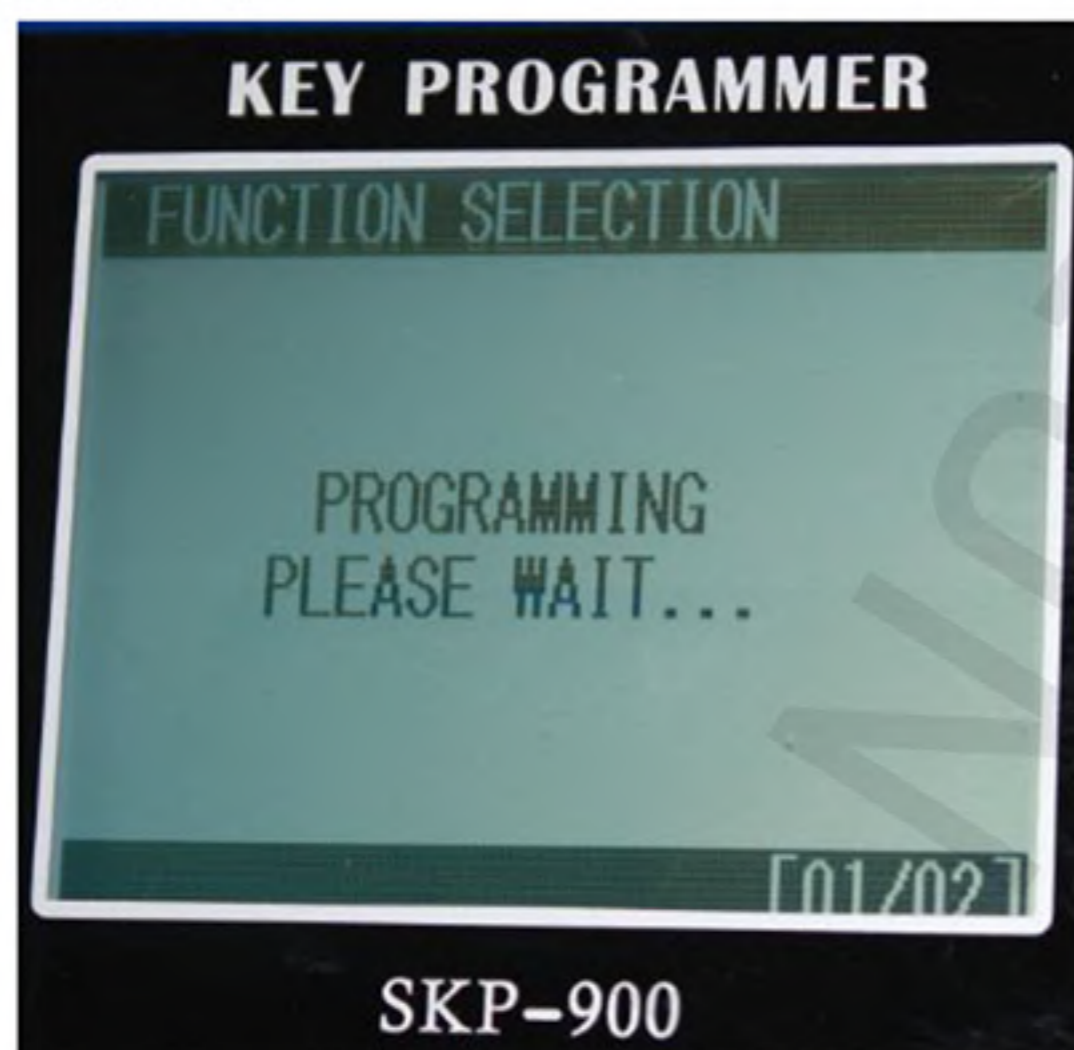 KEY PROGRAMMER
FUNCTION SELECTION
PROGRAMMING
PLEASE WAIT...
[01/02]
SKP-900